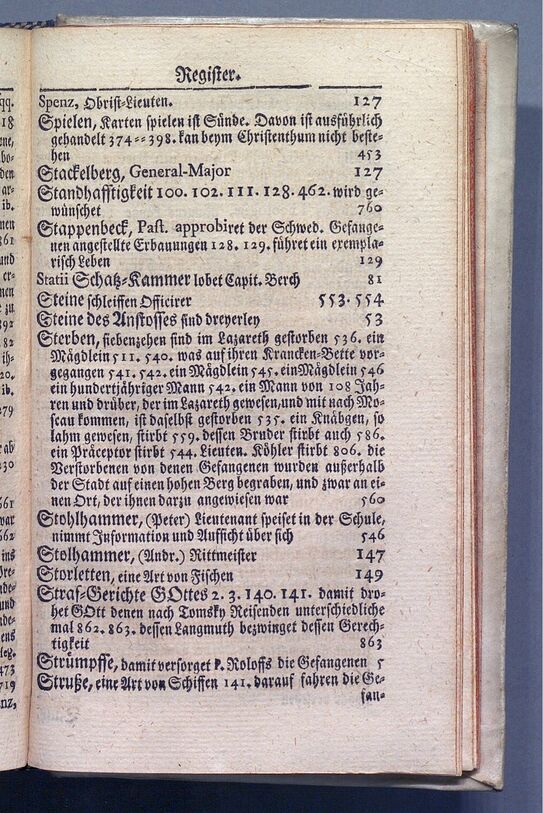 Register.
Spenz, Obrist-Lieuten. 127
Spielen, Karten spielen ist Sünde. Davon ist ausführlich
gehandelt 374==398. kan beym Christenthum nicht beste-
hen 453
Stackelberg, General-Major 127
Standhafftigkeit 100. 102. 111. 128. 462. wird ge-
wünschet 760
Stappenbeck, Past. approbiret der Schwed. Gefange-
nen angestellte Erbauungen 128. 129. führet ein exempla-
risch Leben 129
Statii Schatz-Kammer lobet Capit. Berch 81
Steine schleiffen Officirer 553. 554
Steine des Anstosses sind dreyerley 53
Sterben, siebenzehen sind im Lazareth gestorben 536. ein
Mägdlein 511. 540. was auf ihren Krancken-Bette vor-
gegangen 541. 542. ein Mägdlein 545. ein Mägdlein 546
ein hundertjähriger Mann 542. ein Mann von 108 Jah-
ren und drüber, der im Lazareth gewesen, und mit nach Mo-
scau kommen, ist daselbst gestorben 535. ein Knäbgen, so
lahm gewesen, stirbt 559. dessen Bruder stirbt auch 586.
ein Präceptor stirbt 544. Lieuten. Köhler stirbt 806. die
Verstorbenen von denen Gefangenen wurden außerhalb
der Stadt auf einen hohen Berg begraben, und zwar an ei-
nen Ort, der ihnen darzu angewiesen war 560
Stohlhammer, (Peter) Lieutenant speiset in der Schule,
nimmt Information und Aufsicht über sich 546
Stolhammer, (Andr.) Rittmeister 147
Storletten, eine Art von Fischen 149
Straf-Gerichte GOttes 2. 3. 140. 141. damit dro-
het GOtt denen nach Tomsky Reisenden unterschiedliche
mal 862. 863. dessen Langmuth bezwinget dessen Gerech-
tigkeit 863
Strümpffe, damit versorget P. Roloffs die Gefangenen 5
Struße, eine Art von Schiffen 141. darauf fahren die Ge-
fan-